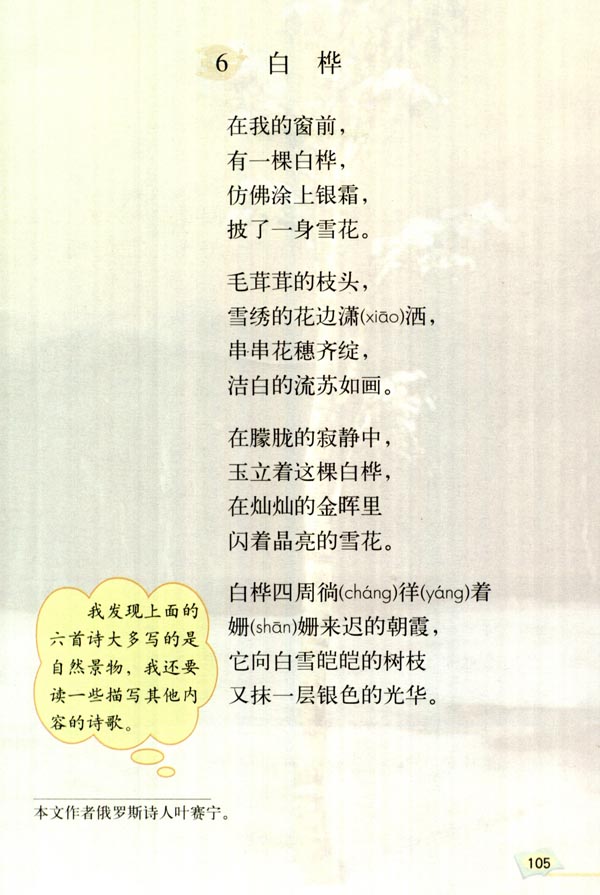 6 白桦
在我的窗前，
有一棵白桦，
仿佛涂上银霜，
披了一身雪花。
毛茸茸的枝头，
雪绣的花边潇(xiāo)洒，
串串花穗齐绽，
洁白的流苏如画。
在朦胧的寂静中，
玉立着这棵白桦，
在灿灿的金晖里
闪着晶亮的雪花。
白桦四周徜(cháng)徉(yáng)着
姗(shān)姗来迟的朝霞，
它向白雪皑皑的树枝
又抹一层银色的光华。
我发现上面的
六首诗大多写的是
自然景物，我还要
读一些描写其他内
容的诗歌。
本文作者俄罗斯诗人叶赛宁。
105